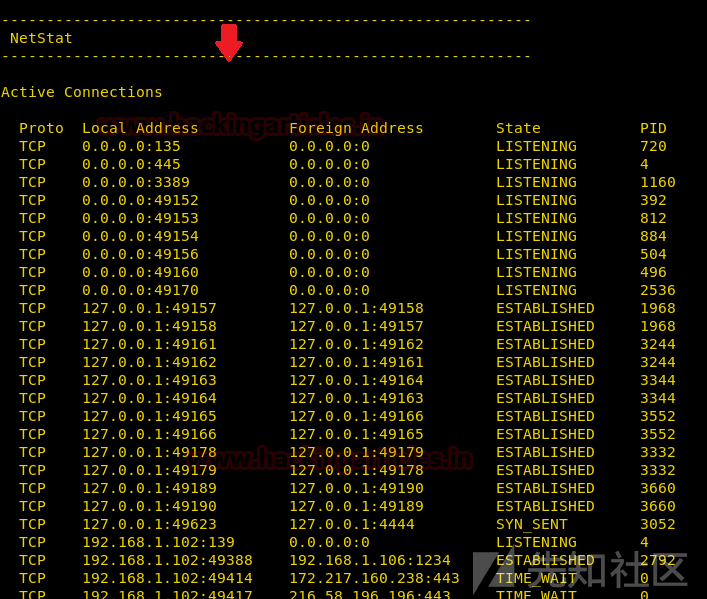 ------------------------------------------------------------
NetStat
------------------------------------------------------------
Active Connections
www.hackingarticles.in
Proto Local Address Foreign Address State PID
TCP 0.0.0.0:135 0.0.0.0:0 LISTENING 720
TCP 0.0.0.0:445 0.0.0.0:0 LISTENING 4
TCP 0.0.0.0:3389 0.0.0.0:0 LISTENING 1160
TCP 0.0.0.0:49152 0.0.0.0:0 LISTENING 392
TCP 0.0.0.0:49153 0.0.0.0:0 LISTENING 812
TCP 0.0.0.0:49154 0.0.0.0:0 LISTENING 884
TCP 0.0.0.0:49156 0.0.0.0:0 LISTENING 504
TCP 0.0.0.0:49160 0.0.0.0:0 LISTENING 496
TCP 0.0.0.0:49170 0.0.0.0:0 LISTENING 2536
TCP 127.0.0.1:49157 127.0.0.1:49158 ESTABLISHED 1968
TCP 127.0.0.1:49158 127.0.0.1:49157 ESTABLISHED 1968
TCP 127.0.0.1:49161 127.0.0.1:49162 ESTABLISHED 3244
TCP 127.0.0.1:49162 127.0.0.1:49161 ESTABLISHED 3244
TCP 127.0.0.1:49163 127.0.0.1:49164 ESTABLISHED 3344
TCP 127.0.0.1:49164 127.0.0.1:49163 ESTABLISHED 3344
TCP 127.0.0.1:49165 127.0.0.1:49166 ESTABLISHED 3552
TCP 127.0.0.1:49166 127.0.0.1:49165 ESTABLISHED 3552
TCP 127.0.0.1:49178 127.0.0.1:49179 ESTABLISHED 3332
www.hackingarticles.in
TCP 127.0.0.1:49179 127.0.0.1:49178 ESTABLISHED 3332
TCP 127.0.0.1:49189 127.0.0.1:49190 ESTABLISHED 3660
TCP 127.0.0.1:49190 127.0.0.1:49189 ESTABLISHED 3660
TCP 127.0.0.1:49623 127.0.0.1:4444 SYN_SENT 3052
TCP 192.168.1.102:139 0.0.0.0:0 LISTENING 4
TCP 192.168.1.102:49388 192.168.1.106:1234 ESTABLISHED 2792
TCP 192.168.1.102:49414 172.217.160.238:443 TIME_WAIT 0
TCP 192.168.1.102:49417 216.58.196.196:443 TIME_WAIT 0
先知社区